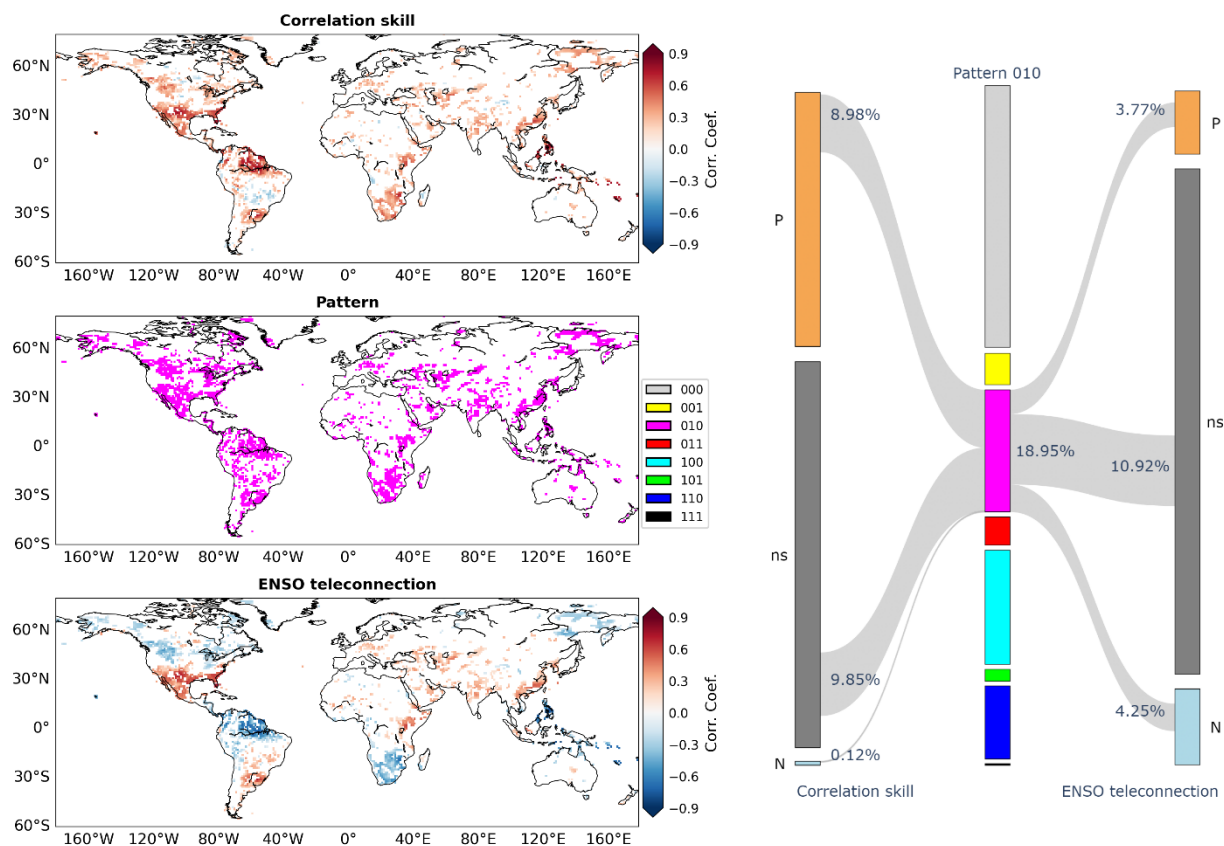 Correlation skill
60°N
30°N
0°
30°S
60°S
160°W 120°W 80°W 40°W 0° 40°E 80°E 120°E 160°E
0.9
0.6
0.3
0.0
−0.3
−0.6
−0.9
Corr. Coef.
Pattern
60°N
30°N
0°
30°S
60°S
160°W 120°W 80°W 40°W 0° 40°E 80°E 120°E 160°E
000
001
010
011
100
101
110
111
ENSO teleconnection
60°N
30°N
0°
30°S
60°S
160°W 120°W 80°W 40°W 0° 40°E 80°E 120°E 160°E
0.9
0.6
0.3
0.0
−0.3
−0.6
−0.9
Corr. Coef.
Pattern 010
8.98%
3.77%
P
P
ns
18.95%
10.92%
ns
9.85%
4.25%
N
0.12%
N
Correlation skill
ENSO teleconnection